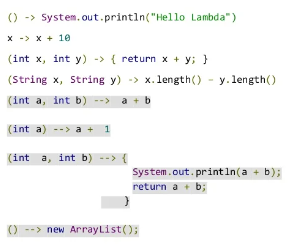 () -> System.out.println("Hello Lambda")
x -> x + 10
(int x, int y) -> { return x + y; }
(String x, String y) -> x.length() – y.length()
(int a, int b) --> a + b
(int a) --> a + 1
(int a, int b) --> {
System.out.println(a + b);
return a + b;
}
() --> new ArrayList();